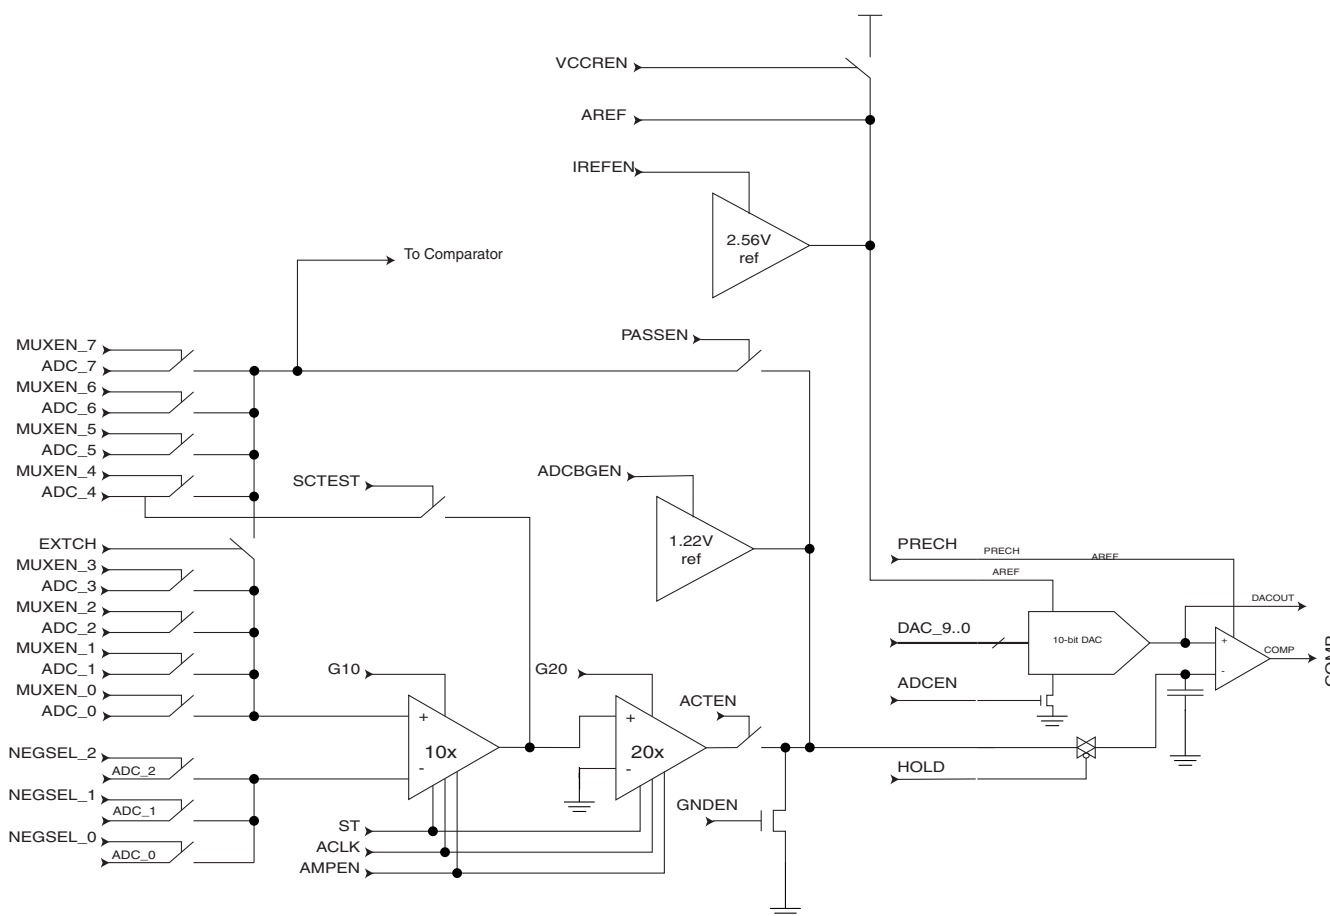 VCCREN
AREF
IREFEN
2.56V
ref
To Comparator
PASSEN
MUXEN_7
ADC_7
MUXEN_6
ADC_6
MUXEN_5
ADC_5
MUXEN_4
ADC_4
SCTEST
ADCBGEN
1.22V
ref
EXTCH
MUXEN_3
ADC_3
MUXEN_2
ADC_2
MUXEN_1
ADC_1
MUXEN_0
ADC_0
PRECH
PRECH
AREF
AREF
DACOUT
DAC_9..0
10-bit DAC
+
-
COMP
COMP
ADCEN
G10
G20
ACTEN
+
10x
-
+
20x
-
HOLD
NEGSEL_2
ADC_2
NEGSEL_1
ADC_1
NEGSEL_0
ADC_0
GNDEN
ST
ACLK
AMPEN